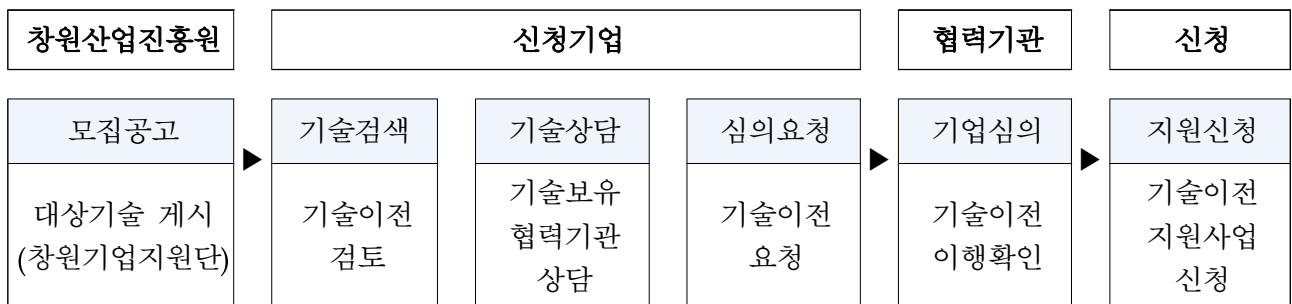 창원산업진흥원
신청기업
협력기관
신청
모집공고
▶
기술검색
기술상담
심의요청
▶
기업심의
▶
지원신청
대상기술 게시
(창원기업지원단)
기술이전
검토
기술보유
협력기관
상담
기술이전
요청
기술이전
이행확인
기술이전
지원사업
신청